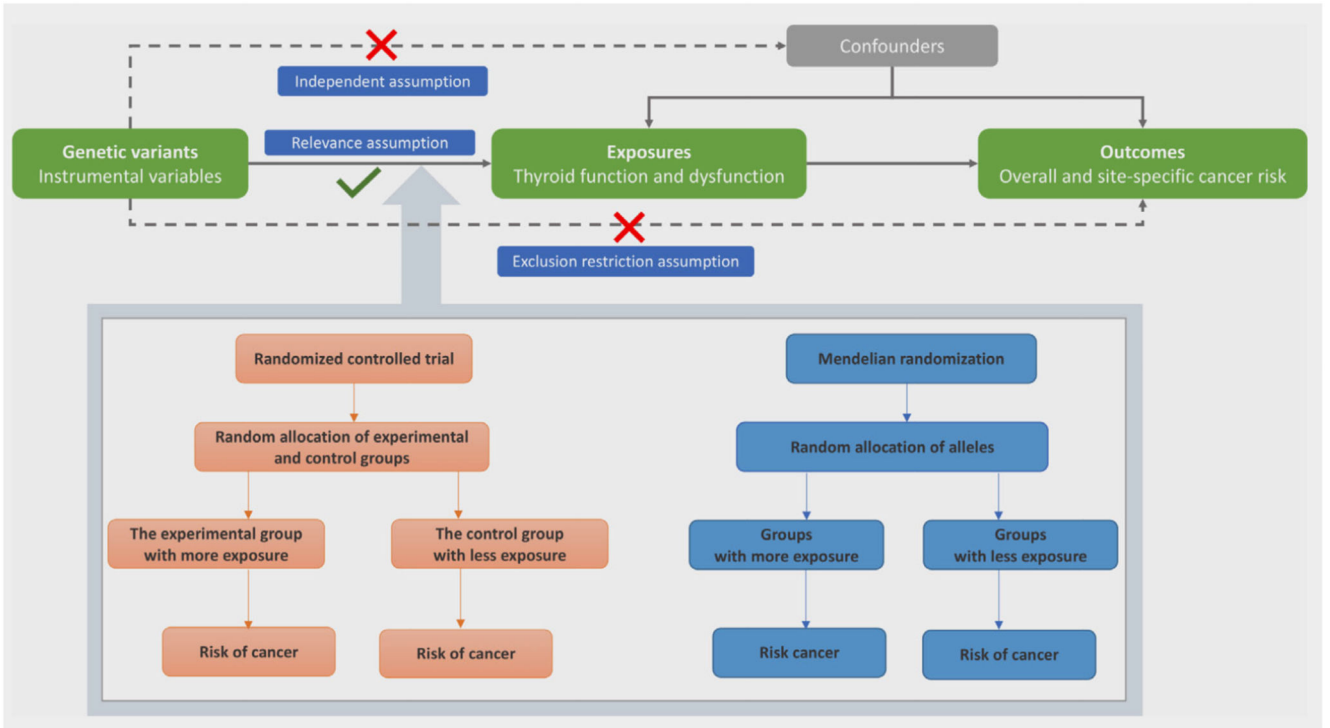 Confounders
Independent assumption
Relevance assumption
Genetic variants
Instrumental variables
Exposures
Thyroid function and dysfunction
Outcomes
Overall and site-specific cancer risk
Exclusion restriction assumption
Randomized controlled trial
Random allocation of experimental
and control groups
The experimental group
with more exposure
The control group
with less exposure
Risk of cancer
Risk of cancer
Mendelian randomization
Random allocation of alleles
Groups
with more exposure
Groups
with less exposure
Risk cancer
Risk of cancer